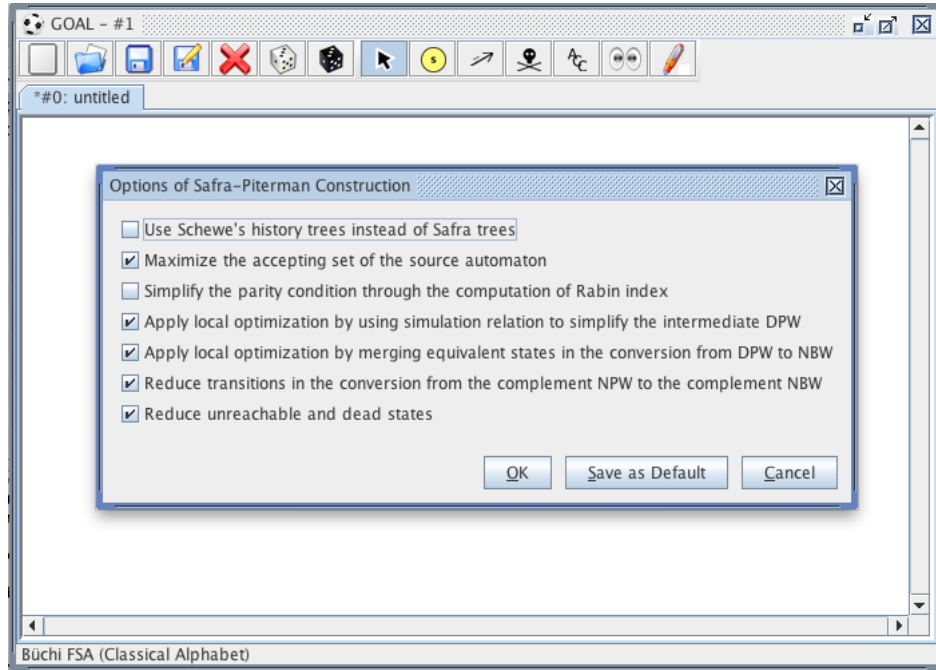 GOAL – #1
s
ACC
*#0: untitled
Options of Safra-Piterman Construction
Use Schewe's history trees instead of Safra trees
Maximize the accepting set of the source automaton
Simplify the parity condition through the computation of Rabin index
Apply local optimization by using simulation relation to simplify the intermediate DPW
Apply local optimization by merging equivalent states in the conversion from DPW to NBW
Reduce transitions in the conversion from the complement NPW to the complement NBW
Reduce unreachable and dead states
OK Save as Default Cancel
Büchi FSA (Classical Alphabet)